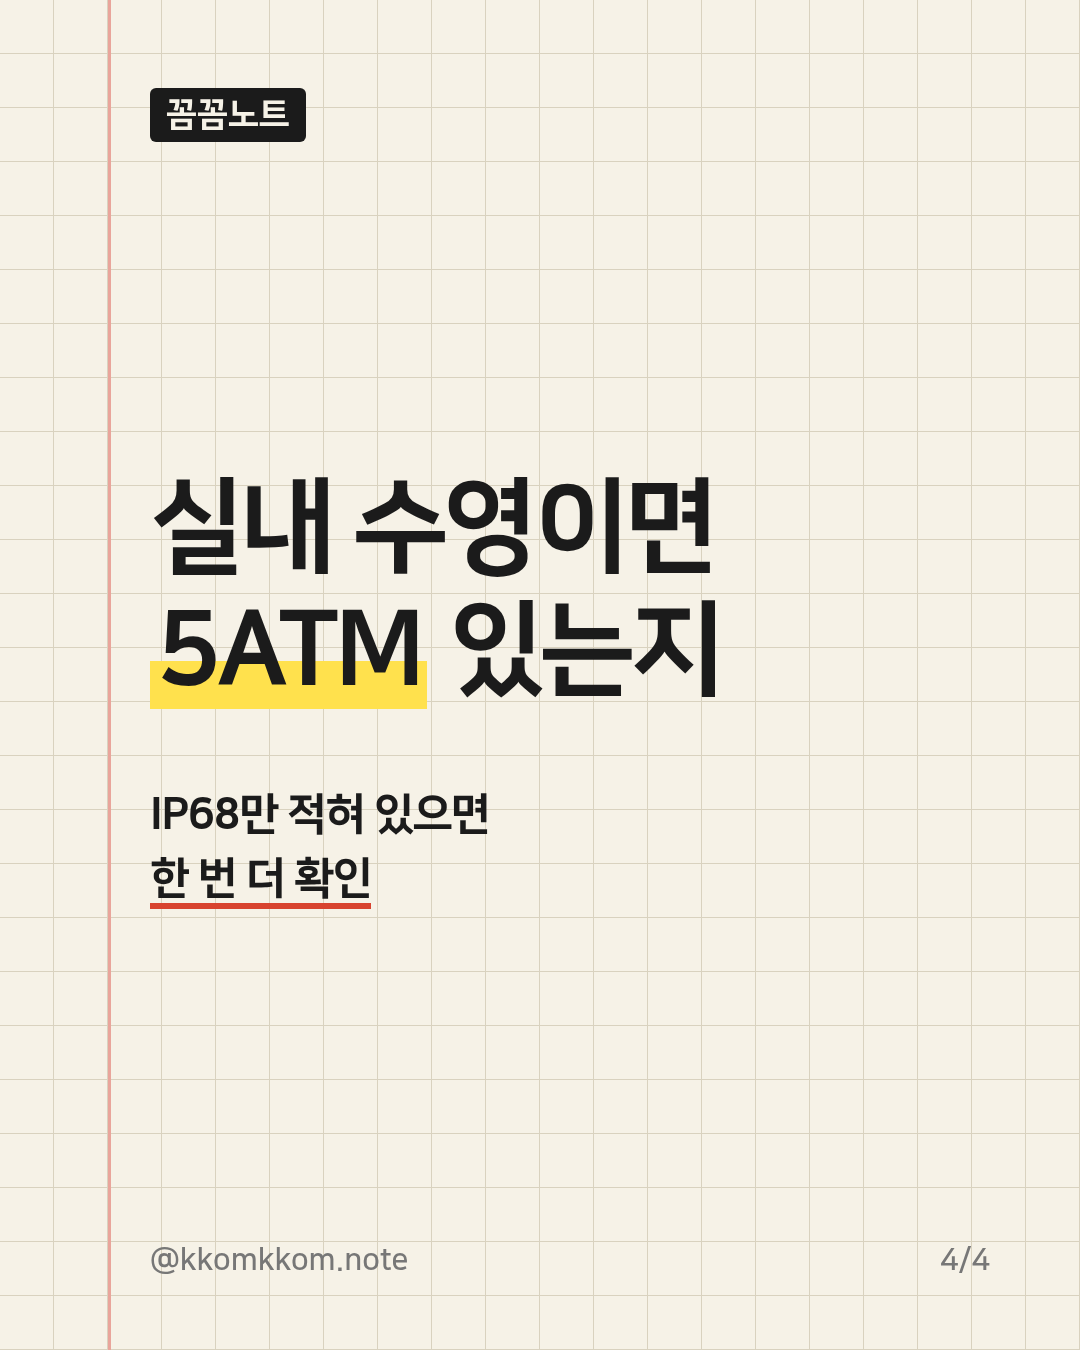 꼼꼼노트
실내 수영이면
5ATM 있는지
IP68만 적혀 있으면
한 번 더 확인
@kkomkkom.note
4/4